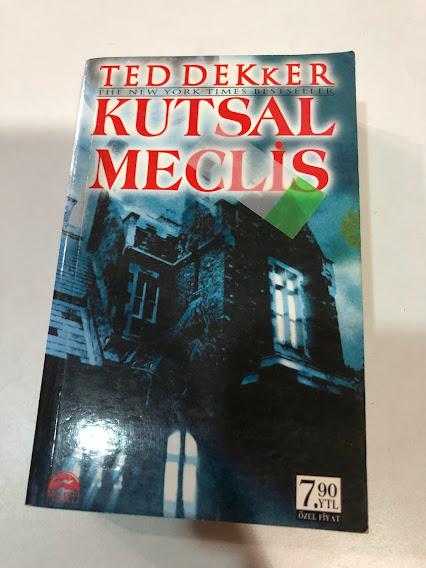 TED DEKKER
THE NEW YORK TIMES BESTSELLER
KUTSAL
MECLİS
7.90
YTL
ÖZEL FİYAT